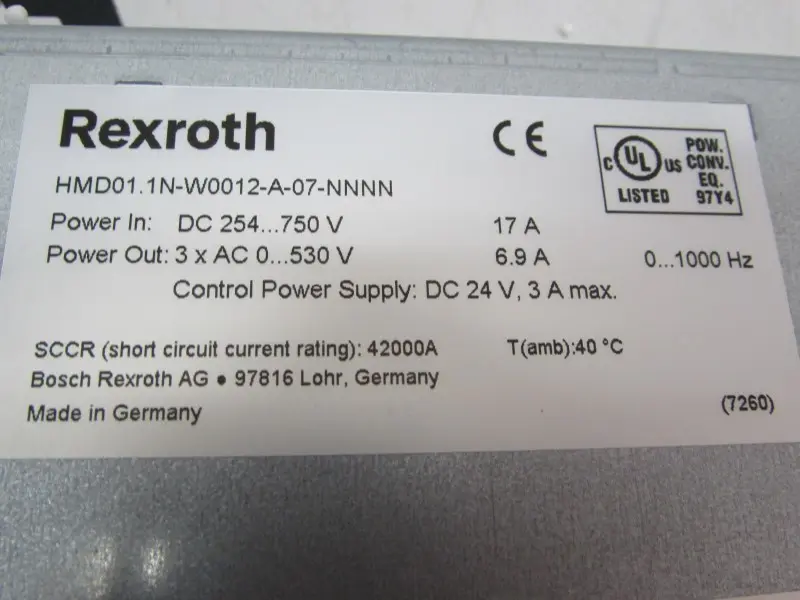 Rexroth
CE
c UL us LISTED
POW. CONV. EQ. 97Y4
HMD01.1N-W0012-A-07-NNNN
Power In: DC 254...750 V 17 A
Power Out: 3 x AC 0...530 V 6.9 A 0...1000 Hz
Control Power Supply: DC 24 V, 3 A max.
SCCR (short circuit current rating): 42000A T(amb):40 °C
Bosch Rexroth AG ● 97816 Lohr, Germany
Made in Germany (7260)